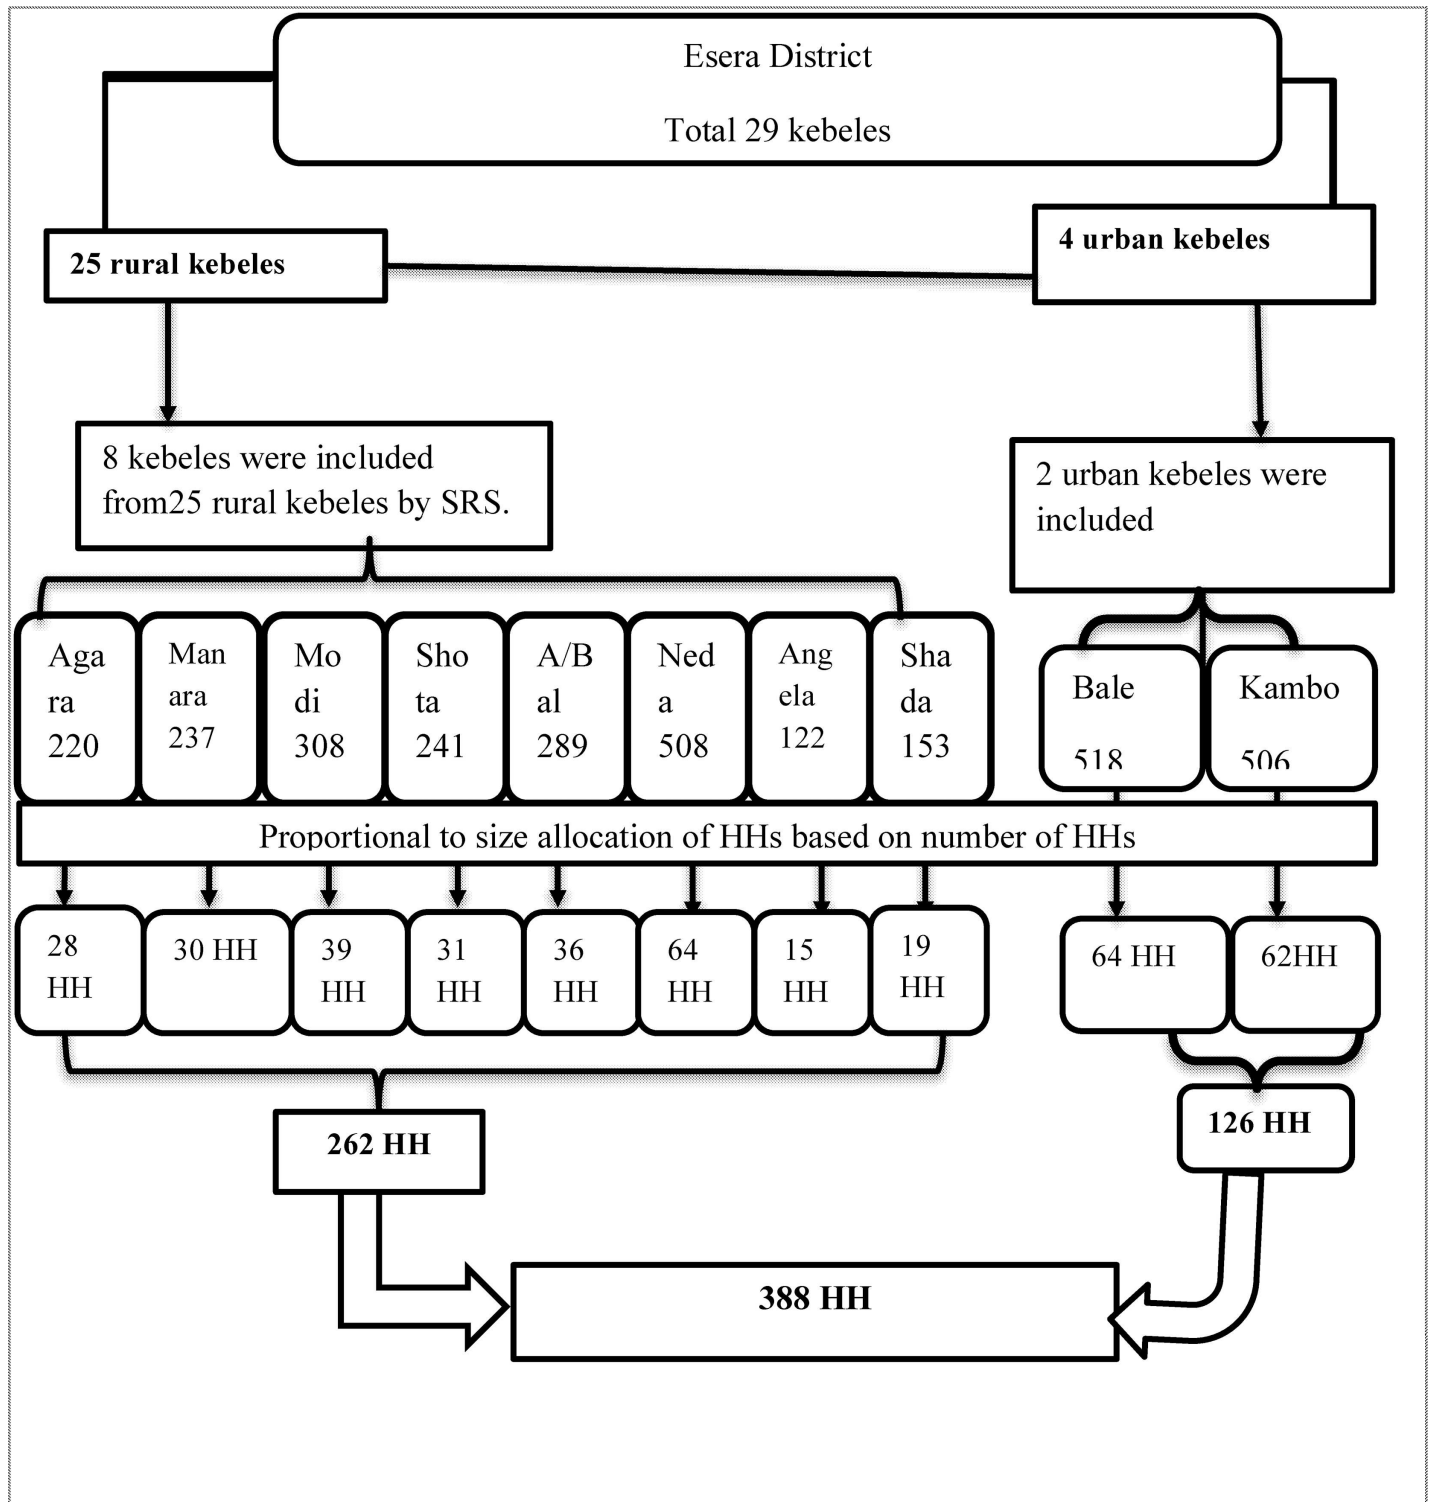 Esera District
Total 29 kebeles
25 rural kebeles
4 urban kebeles
8 kebeles were included
from25 rural kebeles by SRS.
2 urban kebeles were
included
Aga
ra
220
Man
ara
237
Mo
di
308
Sho
ta
241
A/B
al
289
Ned
a
508
Ang
ela
122
Sha
da
153
Bale
518
Kambo
506
Proportional to size allocation of HHs based on number of HHs
28
HH
30 HH
39
HH
31
HH
36
HH
64
HH
15
HH
19
HH
64 HH
62HH
262 HH
126 HH
388 HH